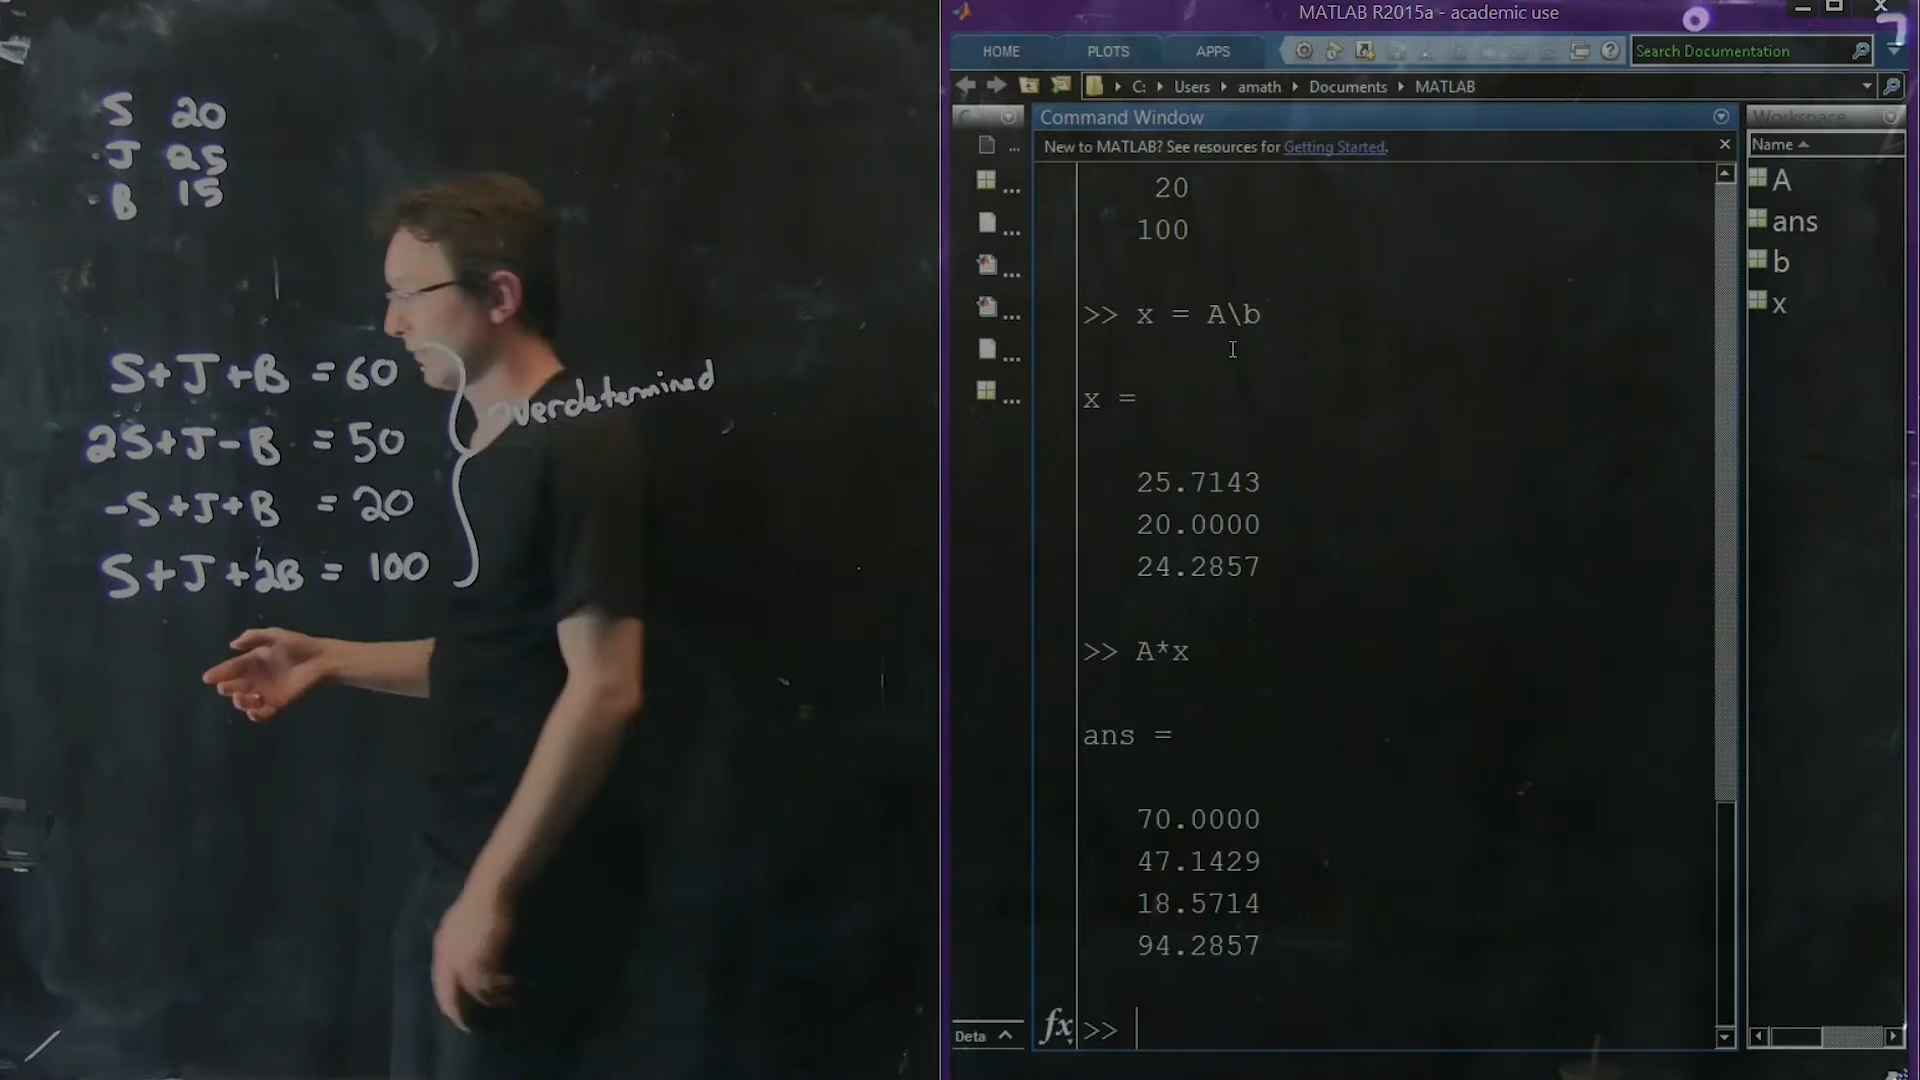 S 20
J 25
B 15
S+J+B = 60
2S+J-B = 50
-S+J+B = 20
S+J+2B = 100
overdetermined
MATLAB R2015a - academic use
HOME PLOTS APPS
Search Documentation
C: Users amath Documents MATLAB
Command Window
New to MATLAB? See resources for Getting Started.
20
100
>> x = A\b
x =
25.7143
20.0000
24.2857
>> A*x
ans =
70.0000
47.1429
18.5714
94.2857
fx >>
Deta
Workspace
Name
A
ans
b
x